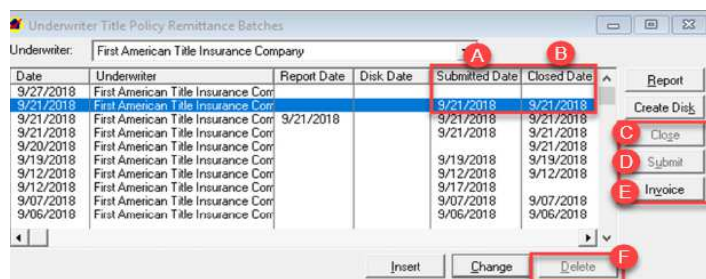 Underwriter Title Policy Remittance Batches
Underwriter: First American Title Insurance Company
A B
Date Underwriter Report Date Disk Date Submitted Date Closed Date
9/27/2018 First American Title Insurance Com
9/21/2018 First American Title Insurance Com 9/21/2018 9/21/2018
9/21/2018 First American Title Insurance Com 9/21/2018 9/21/2018 9/21/2018
9/21/2018 First American Title Insurance Com 9/21/2018 9/21/2018
9/20/2018 First American Title Insurance Com 9/21/2018
9/19/2018 First American Title Insurance Com 9/19/2018 9/19/2018
9/12/2018 First American Title Insurance Com 9/12/2018 9/12/2018
9/12/2018 First American Title Insurance Com 9/17/2018
9/07/2018 First American Title Insurance Com 9/07/2018 9/07/2018
9/06/2018 First American Title Insurance Com 9/06/2018 9/06/2018
Report
Create Disk
C Close
D Submit
E Invoice
Insert Change Delete F